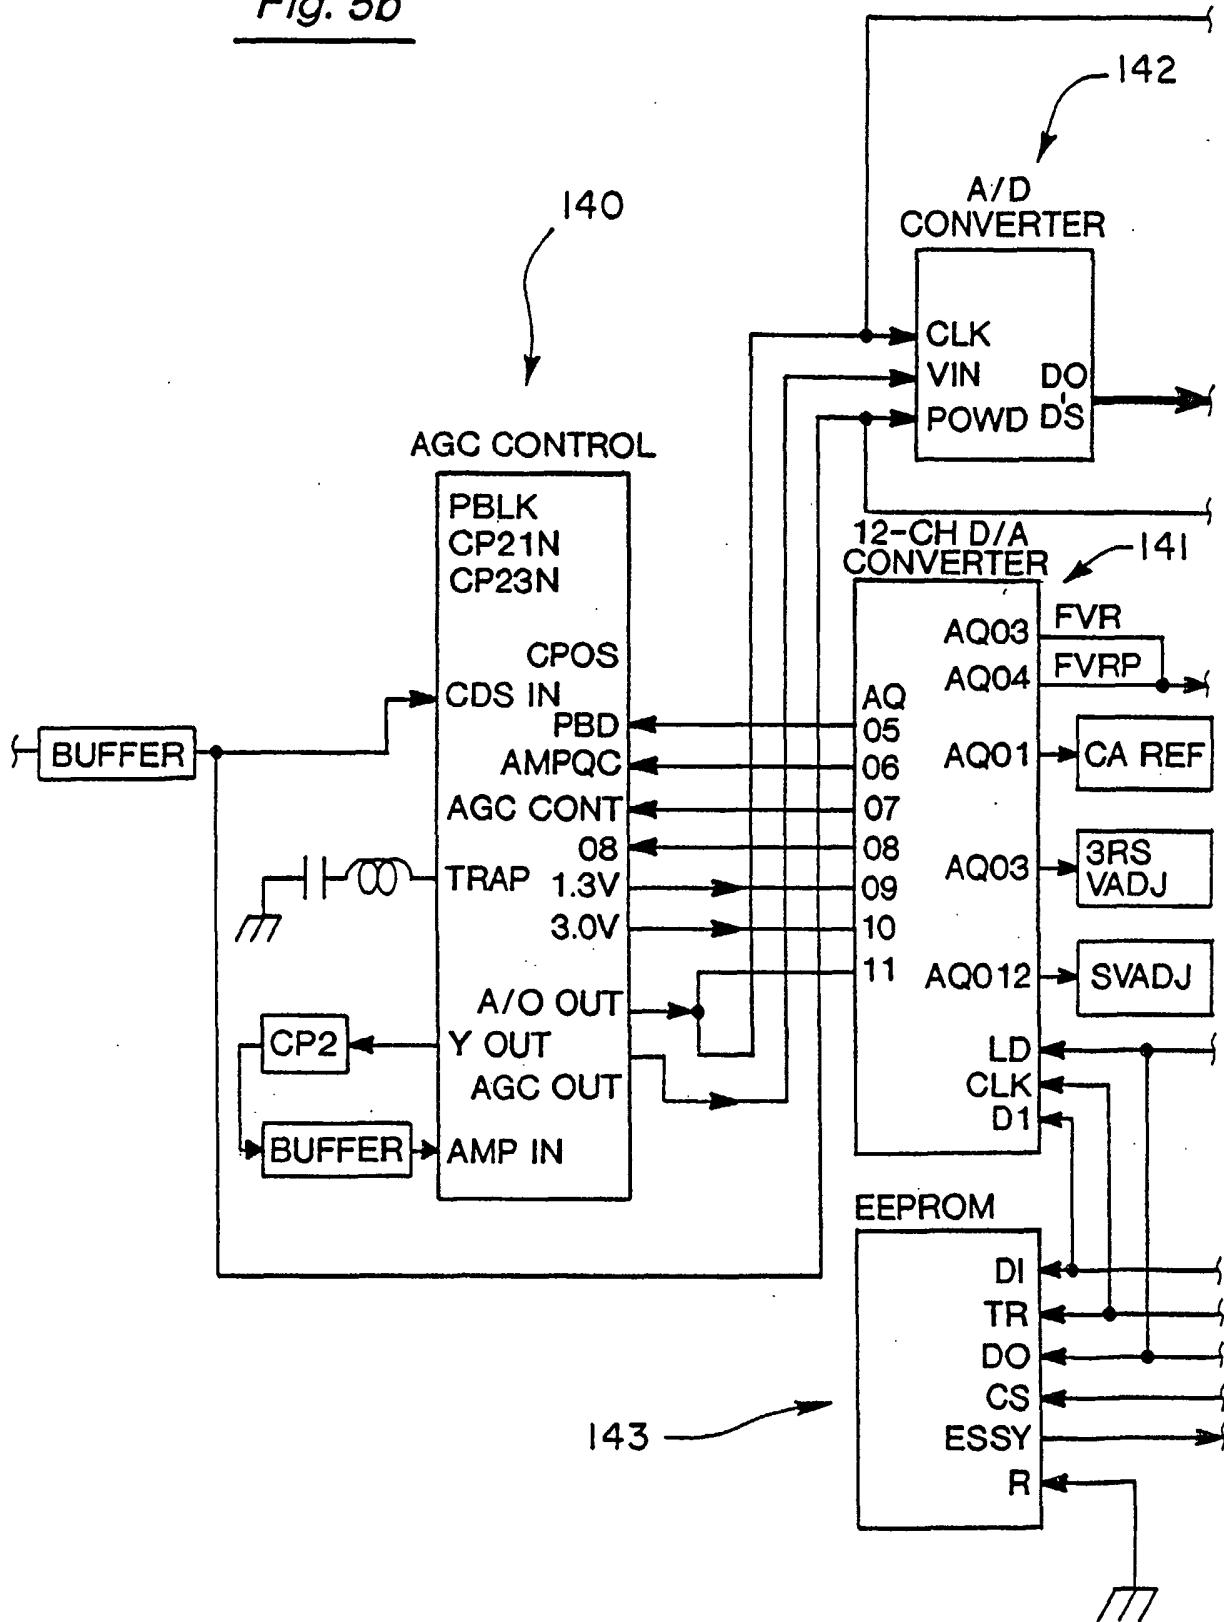 Fig. 5b
142
A/D
CONVERTER
CLK
VIN
POWD
DO
D'S
140
AGC CONTROL
PBLK
CP21N
CP23N
CPOS
CDS IN
PBD
AMPQC
AGC CONT
08
TRAP
1.3V
3.0V
A/O OUT
Y OUT
AGC OUT
AMP IN
BUFFER
CP2
BUFFER
12-CH D/A
CONVERTER
141
AQ
05
06
07
08
09
10
11
AQ03
FVR
AQ04
FVRP
AQ01
CA REF
AQ03
3RS
VADJ
AQ012
SVADJ
LD
CLK
D1
EEPROM
143
DI
TR
DO
CS
ESSY
R